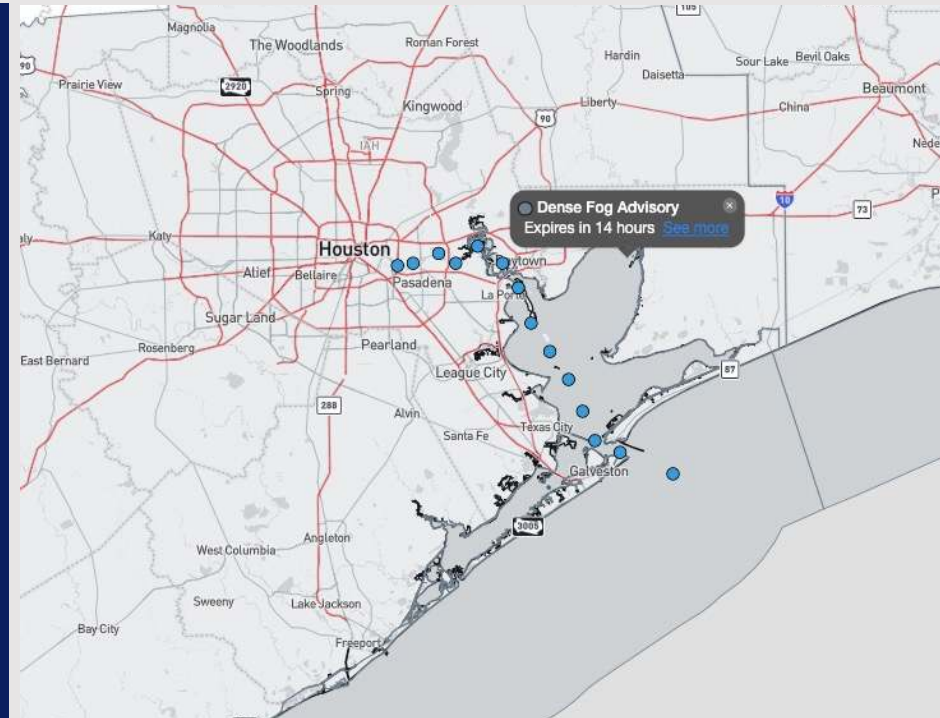 105
Magnolia
The Woodlands
Roman Forest
Hardin
Sour Lake
Bevil Oaks
90
Daisetta
Prairie View
2920
Spring
Beaumont
Kingwood
Liberty
China
90
IAH
Nede
10
73
Dense Fog Advisory
Expires in 14 hours See more
Katy
Houston
Baytown
Alief
Bellaire
Pasadena
La Porte
Sugar Land
Rosenberg
Pearland
East Bernard
League City
87
288
Alvin
Texas City
Santa Fe
Galveston
3005
Angleton
West Columbia
Sweeny
Lake Jackson
Bay City
Freeport